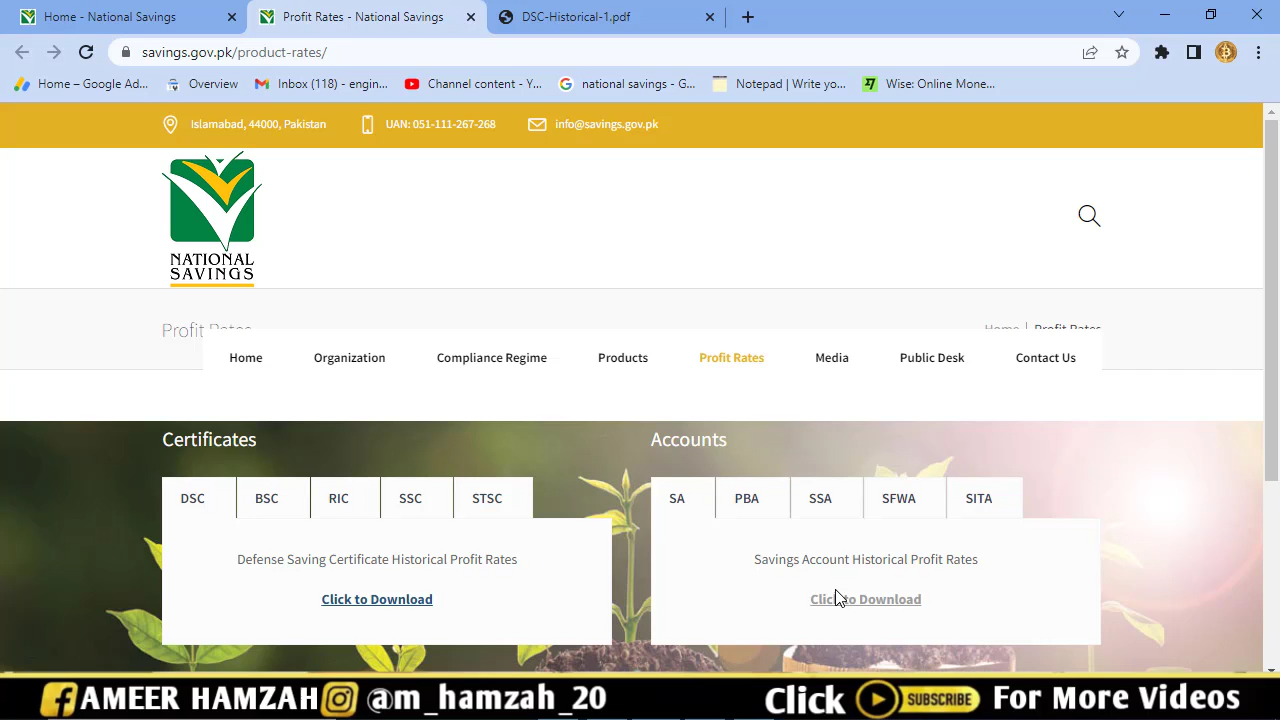 Home - National Savings
Profit Rates - National Savings
DSC-Historical-1.pdf
savings.gov.pk/product-rates/
Home – Google Ad...
Overview
Inbox (118) - engin...
Channel content - Y...
national savings - G...
Notepad | Write yo...
Wise: Online Mone...
Islamabad, 44000, Pakistan
UAN: 051-111-267-268
info@savings.gov.pk
NATIONAL
SAVINGS
Profit Rates
Home | Profit Rates
Home
Organization
Compliance Regime
Products
Profit Rates
Media
Public Desk
Contact Us
Certificates
DSC
BSC
RIC
SSC
STSC
Defense Saving Certificate Historical Profit Rates
Click to Download
Accounts
SA
PBA
SSA
SFWA
SITA
Savings Account Historical Profit Rates
Click to Download
AMEER HAMZAH
@m_hamzah_20
Click
SUBSCRIBE
For More Videos